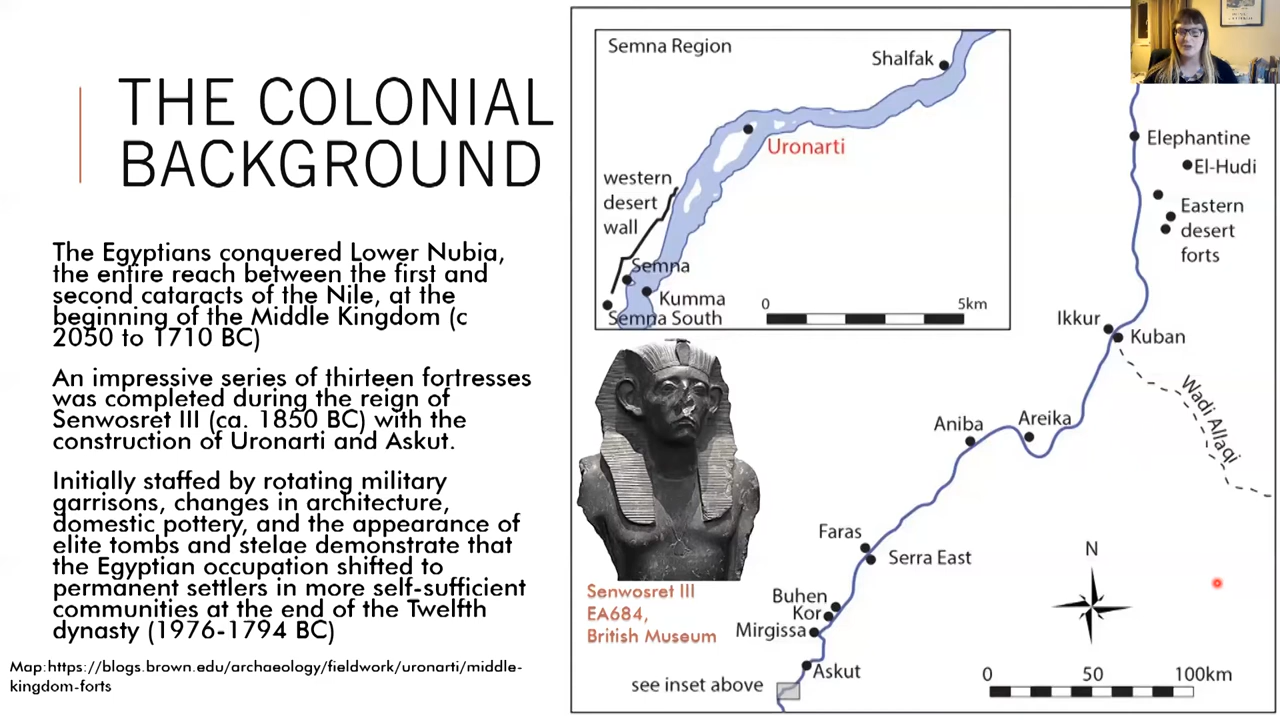 THE COLONIAL
BACKGROUND
The Egyptians conquered Lower Nubia,
the entire reach between the first and
second cataracts of the Nile, at the
beginning of the Middle Kingdom (c
2050 to 1710 BC)
An impressive series of thirteen fortresses
was completed during the reign of
Senwosret III (ca. 1850 BC) with the
construction of Uronarti and Askut.
Initially staffed by rotating military
garrisons, changes in architecture,
domestic pottery, and the appearance of
elite tombs and stelae demonstrate that
the Egyptian occupation shifted to
permanent settlers in more self-sufficient
communities at the end of the Twelfth
dynasty (1976-1794 BC)
Map:https://blogs.brown.edu/archaeology/fieldwork/uronarti/middle-
kingdom-forts
Semna Region
Shalfak
Uronarti
western
desert
wall
Semna
Kumma
Semna South
0 5km
Senwosret III
EA684,
British Museum
Elephantine
El-Hudi
Eastern
desert
forts
Ikkur
Kuban
Wadi Allaqi
Aniba
Areika
Faras
Serra East
Buhen
Kor
Mirgissa
Askut
see inset above
N
0 50 100km